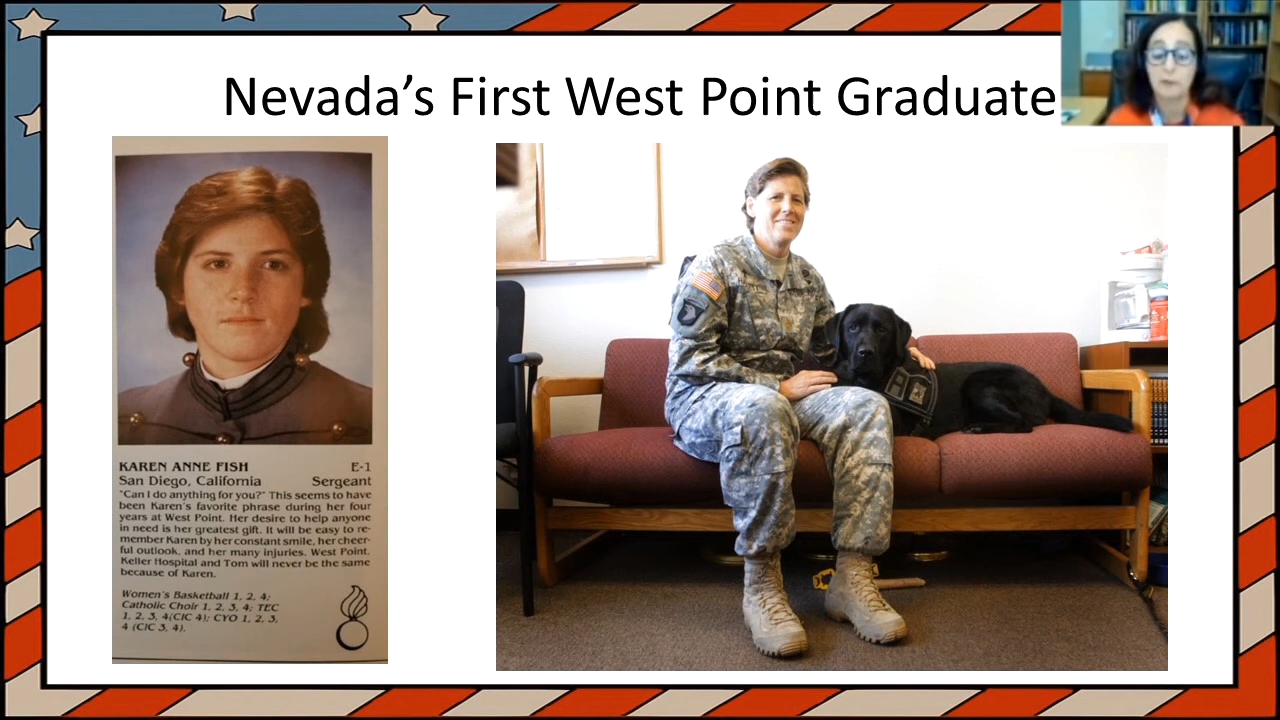 Nevada's First West Point Graduate
KAREN ANNE FISH E-1
San Diego, California Sergeant
"Can I do anything for you?" This seems to have
been Karen's favorite phrase during her four
years at West Point. Her desire to help anyone
in need is her greatest gift. It will be easy to re-
member Karen by her constant smile, her cheer-
ful outlook, and her many injuries. West Point,
Keller Hospital and Tom will never be the same
because of Karen.
Women's Basketball 1, 2, 4;
Catholic Choir 1, 2, 3, 4; TEC
1, 2, 3, 4(CIC 4); CYO 1, 2, 3,
4 (CIC 3, 4).